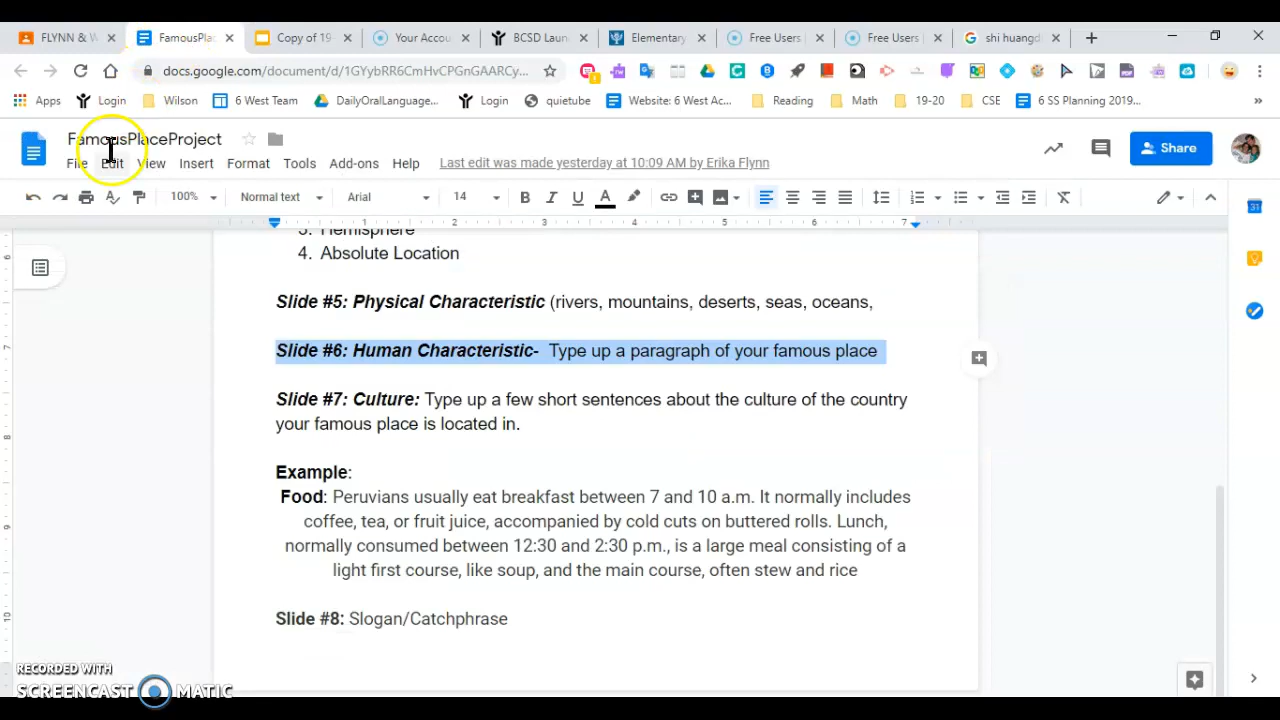 FLYNN & W
FamousPlac
Copy of 19
Your Accou
BCSD Laun
Elementary
Free Users
Free Users
shi huangd
docs.google.com/document/d/1GYybRR6CmHvCPGnGAARCy...
Apps
Login
Wilson
6 West Team
DailyOralLanguage...
Login
quietube
Website: 6 West Ac...
Reading
Math
19-20
CSE
6 SS Planning 2019...
»
FamousPlaceProject
File Edit View Insert Format Tools Add-ons Help Last edit was made yesterday at 10:09 AM by Erika Flynn
Share
100% Normal text Arial 14 B I U A
1 2 3 4 5 6 7
4. Absolute Location
Slide #5: Physical Characteristic (rivers, mountains, deserts, seas, oceans,
Slide #6: Human Characteristic- Type up a paragraph of your famous place
Slide #7: Culture: Type up a few short sentences about the culture of the country
your famous place is located in.
Example:
Food: Peruvians usually eat breakfast between 7 and 10 a.m. It normally includes
coffee, tea, or fruit juice, accompanied by cold cuts on buttered rolls. Lunch,
normally consumed between 12:30 and 2:30 p.m., is a large meal consisting of a
light first course, like soup, and the main course, often stew and rice
Slide #8: Slogan/Catchphrase
RECORDED WITH
SCREENCAST MATIC